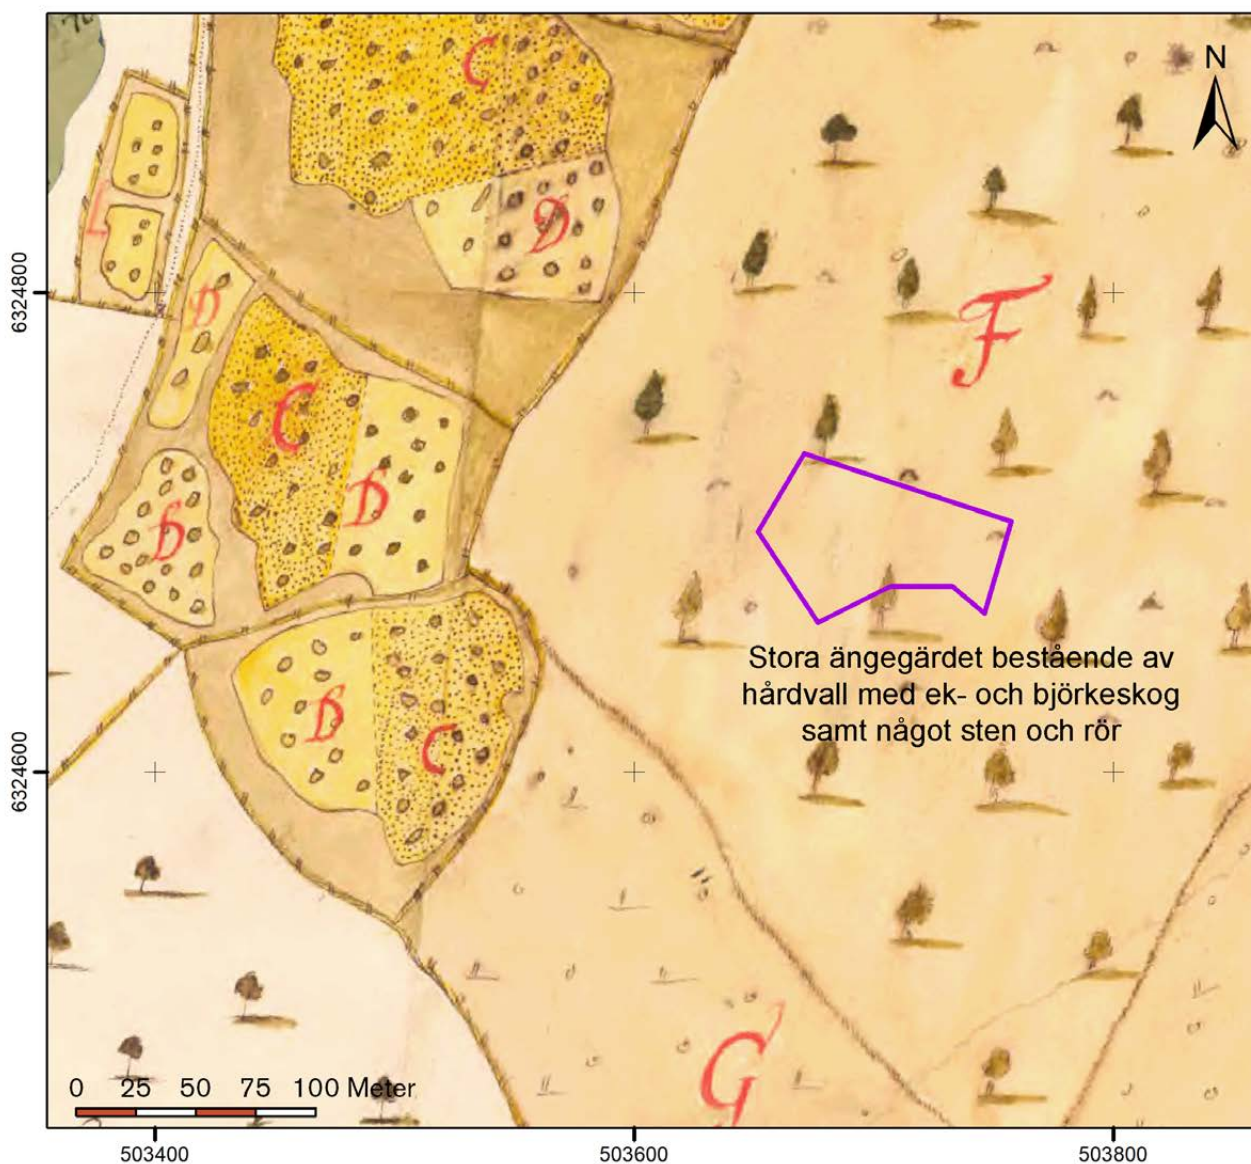 N
C
D
L
6324800
D
F
C
D
D
Stora ängegärdet bestående av
hårdvall med ek- och björkeskog
samt något sten och rör
D
C
6324600
G
0 25 50 75 100 Meter
503400 503600 503800